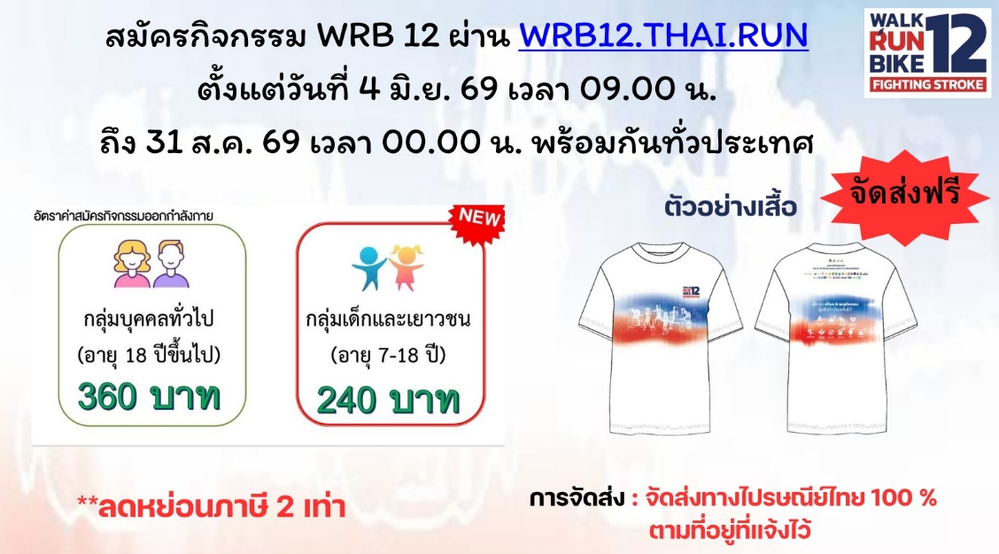 สมัครกิจกรรม WRB 12 ผ่าน WRB12.THAI.RUN
ตั้งแต่วันที่ 4 มิ.ย. 69 เวลา 09.00 น.
ถึง 31 ส.ค. 69 เวลา 00.00 น. พร้อมกันทั่วประเทศ
WALK
RUN
BIKE 12
FIGHTING STROKE
จัดส่งฟรี
อัตราค่าสมัครกิจกรรมออกกำลังกาย
NEW
กลุ่มบุคคลทั่วไป
(อายุ 18 ปีขึ้นไป)
360 บาท
กลุ่มเด็กและเยาวชน
(อายุ 7-18 ปี)
240 บาท
ตัวอย่างเสื้อ
WALK
RUN
BIKE 12
**ลดหย่อนภาษี 2 เท่า
การจัดส่ง : จัดส่งทางไปรษณีย์ไทย 100 %
ตามที่อยู่ที่แจ้งไว้